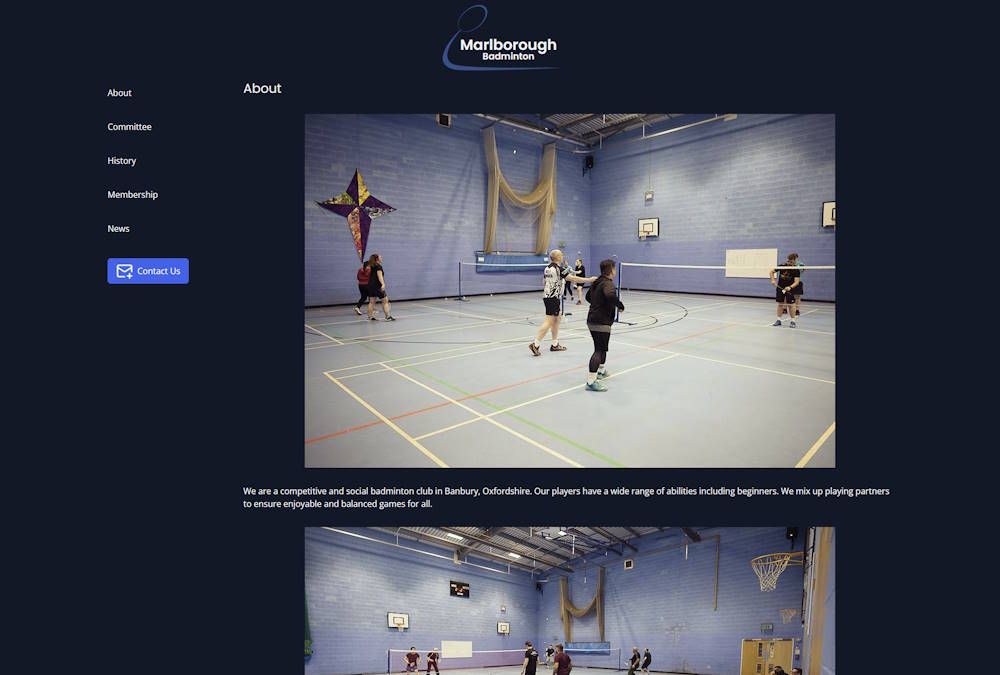 Marlborough
Badminton
About
Committee
History
Membership
News
Contact Us
About
We are a competitive and social badminton club in Banbury, Oxfordshire. Our players have a wide range of abilities including beginners. We mix up playing partners
to ensure enjoyable and balanced games for all.